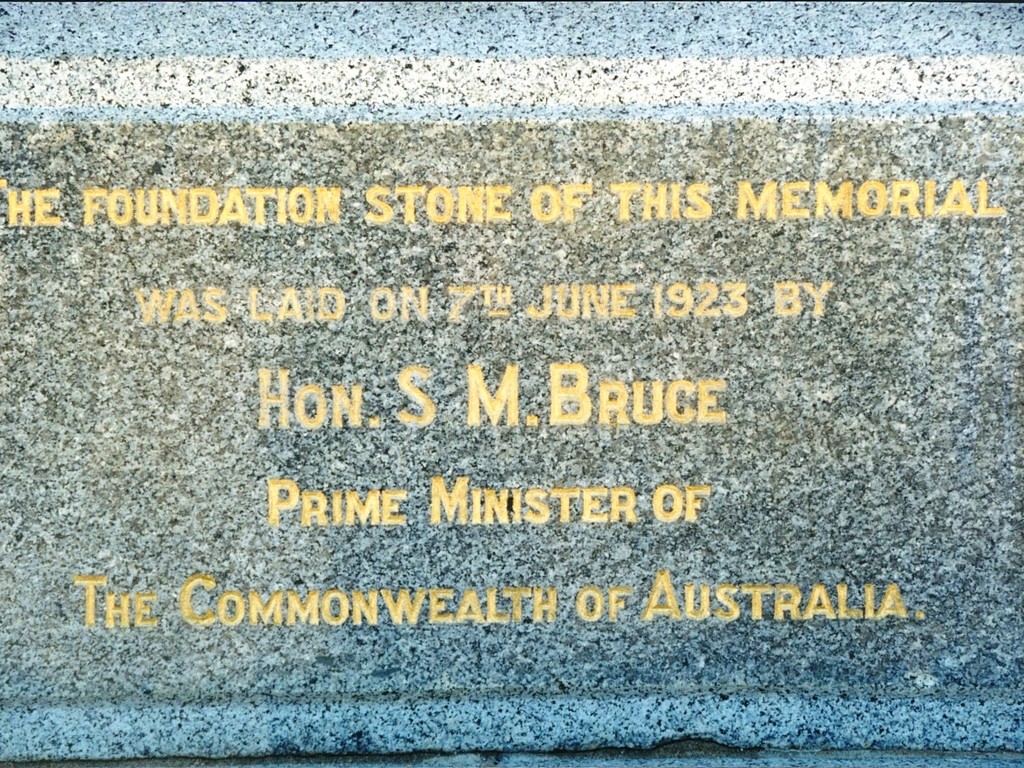 THE FOUNDATION STONE OF THIS MEMORIAL
WAS LAID ON 7TH JUNE 1923 BY
HON. S M. BRUCE
PRIME MINISTER OF
THE COMMONWEALTH OF AUSTRALIA.